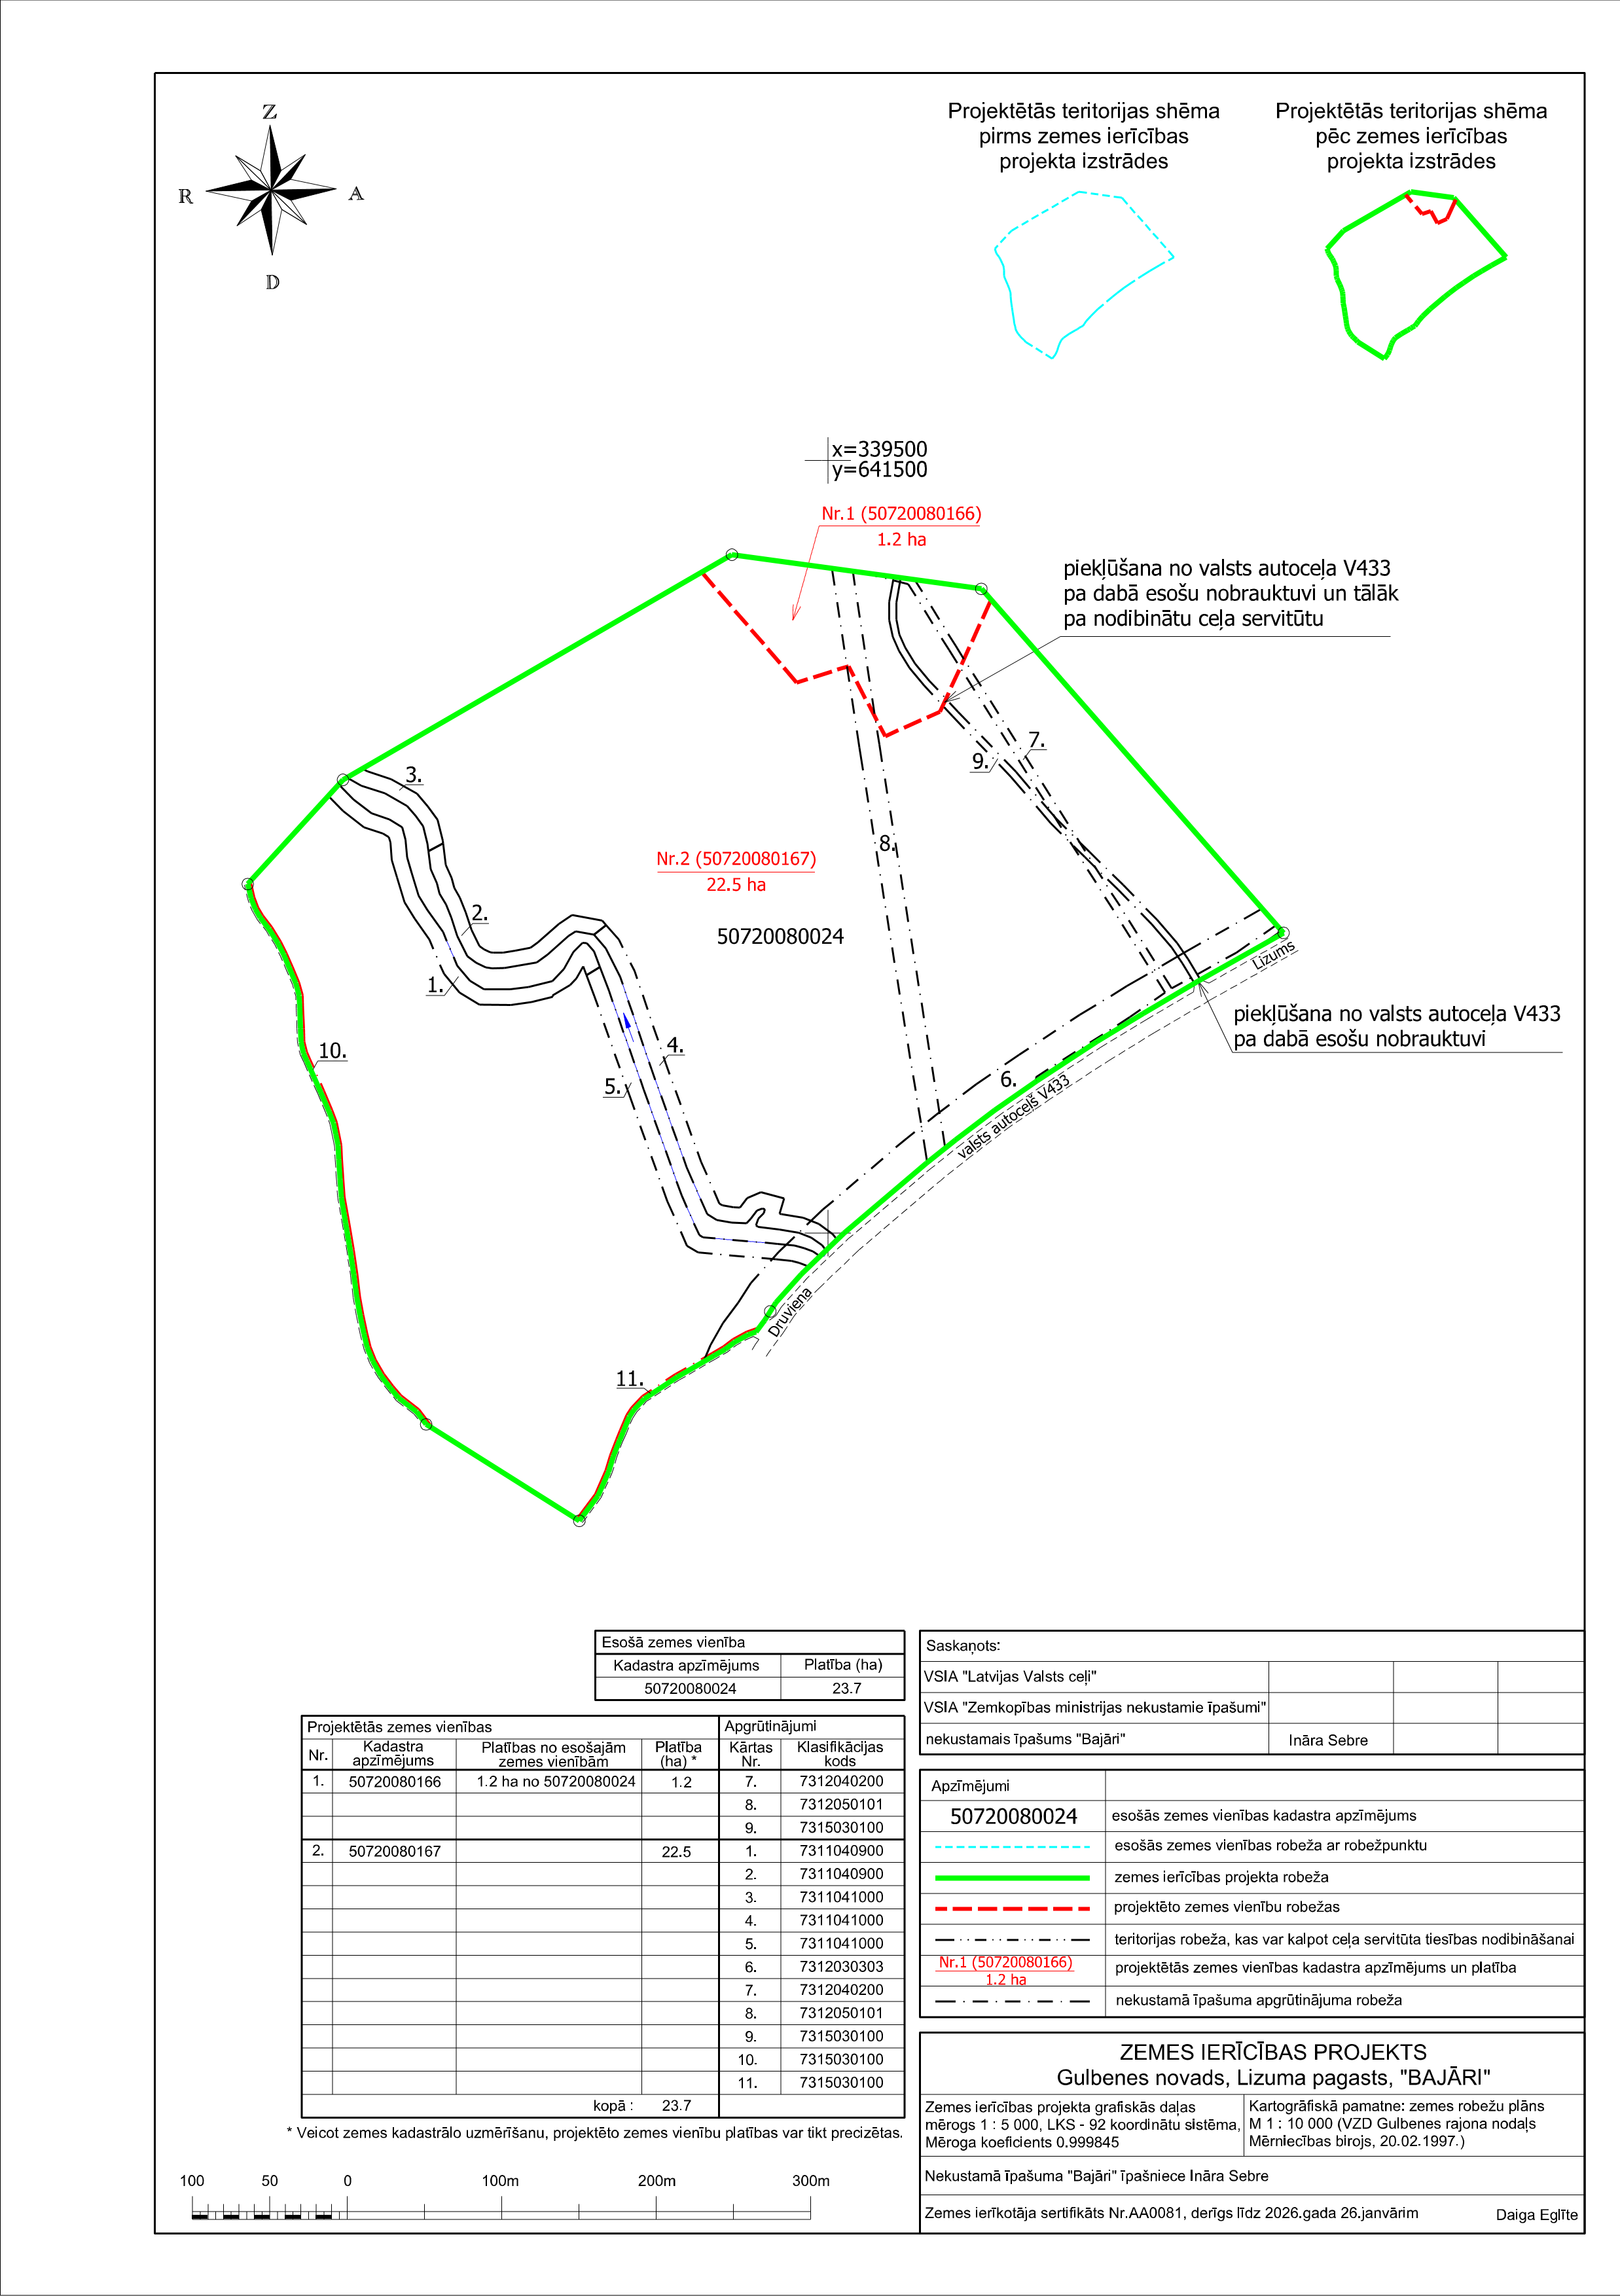 Z
R
A
D
Projektētās teritorijas shēma
pirms zemes ierīcības
projekta izstrādes
Projektētās teritorijas shēma
pēc zemes ierīcības
projekta izstrādes
x=339500
y=641500
Nr.1 (50720080166)
1.2 ha
piekļūšana no valsts autoceļa V433
pa dabā esošu nobrauktuvi un tālāk
pa nodibinātu ceļa servitūtu
7.
9.
3.
8.
Nr.2 (50720080167)
22.5 ha
50720080024
2.
1.
Lizums
piekļūšana no valsts autoceļa V433
pa dabā esošu nobrauktuvi
10.
4.
5.
6.
valsts autoceļš V433
Druviena
11.
Esošā zemes vienība
Kadastra apzīmējums
Platība (ha)
50720080024
23.7
Projektētās zemes vienības
Apgrūtinājumi
Nr.
Kadastra
apzīmējums
Platības no esošajām
zemes vienībām
Platība
(ha) *
Kārtas
Nr.
Klasifikācijas
kods
1.
50720080166
1.2 ha no 50720080024
1.2
7.
7312040200
8.
7312050101
9.
7315030100
2.
50720080167
22.5
1.
7311040900
2.
7311040900
3.
7311041000
4.
7311041000
5.
7311041000
6.
7312030303
7.
7312040200
8.
7312050101
9.
7315030100
10.
7315030100
11.
7315030100
kopā :
23.7
* Veicot zemes kadastrālo uzmērīšanu, projektēto zemes vienību platības var tikt precizētas.
100
50
0
100m
200m
300m
Saskaņots:
VSIA "Latvijas Valsts ceļi"
VSIA "Zemkopības ministrijas nekustamie īpašumi"
nekustamais īpašums "Bajāri"
Ināra Sebre
Apzīmējumi
50720080024
esošās zemes vienības kadastra apzīmējums
esošās zemes vienības robeža ar robežpunktu
zemes ierīcības projekta robeža
projektēto zemes vienību robežas
teritorijas robeža, kas var kalpot ceļa servitūta tiesības nodibināšanai
Nr.1 (50720080166)
1.2 ha
projektētās zemes vienības kadastra apzīmējums un platība
nekustamā īpašuma apgrūtinājuma robeža
ZEMES IERĪCĪBAS PROJEKTS
Gulbenes novads, Lizuma pagasts, "BAJĀRI"
Zemes ierīcības projekta grafiskās daļas
mērogs 1 : 5 000, LKS - 92 koordinātu sistēma,
Mēroga koeficients 0.999845
Kartogrāfiskā pamatne: zemes robežu plāns
M 1 : 10 000 (VZD Gulbenes rajona nodaļs
Mērniecības birojs, 20.02.1997.)
Nekustamā īpašuma "Bajāri" īpašniece Ināra Sebre
Zemes ierīkotāja sertifikāts Nr.AA0081, derīgs līdz 2026.gada 26.janvārim
Daiga Eglīte